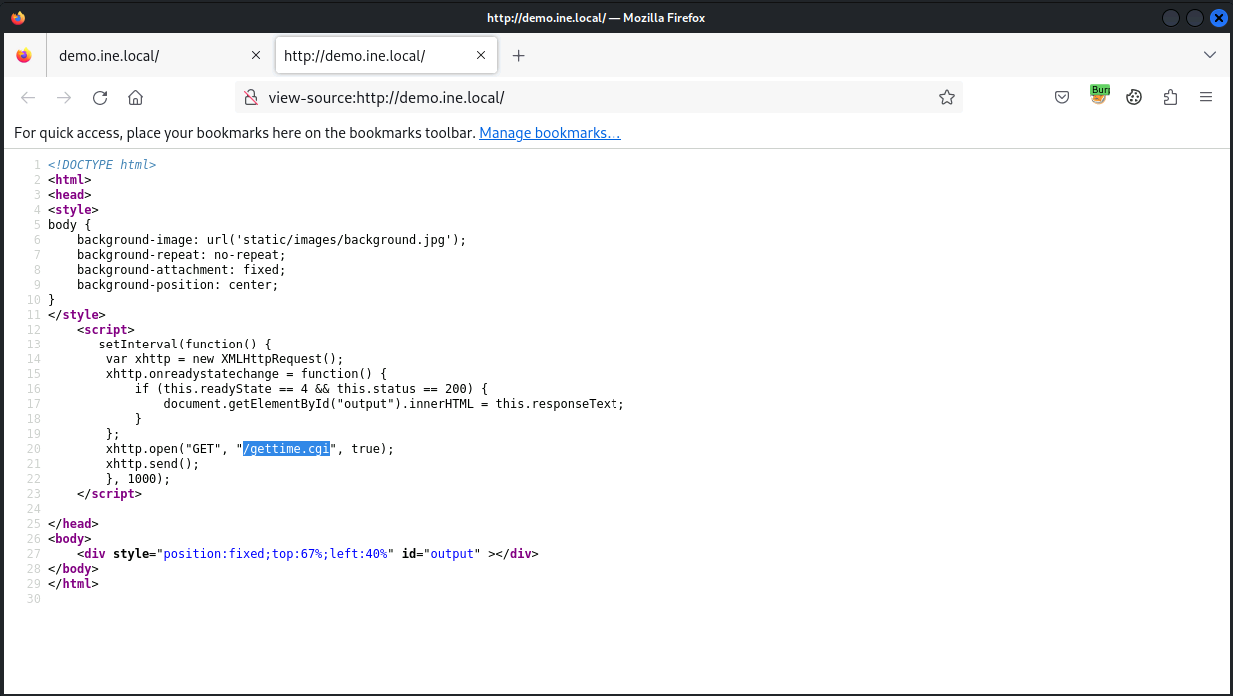 http://demo.ine.local/ — Mozilla Firefox
demo.ine.local/
http://demo.ine.local/
view-source:http://demo.ine.local/
Burp
For quick access, place your bookmarks here on the bookmarks toolbar. Manage bookmarks…
1 <!DOCTYPE html>
2 <html>
3 <head>
4 <style>
5 body {
6     background-image: url('static/images/background.jpg');
7     background-repeat: no-repeat;
8     background-attachment: fixed;
9     background-position: center;
10 }
11 </style>
12     <script>
13        setInterval(function() {
14         var xhttp = new XMLHttpRequest();
15         xhttp.onreadystatechange = function() {
16             if (this.readyState == 4 && this.status == 200) {
17                 document.getElementById("output").innerHTML = this.responseText;
18             }
19         };
20         xhttp.open("GET", "/gettime.cgi", true);
21         xhttp.send();
22         }, 1000);
23     </script>
24
25 </head>
26 <body>
27     <div style="position:fixed;top:67%;left:40%" id="output" ></div>
28 </body>
29 </html>
30